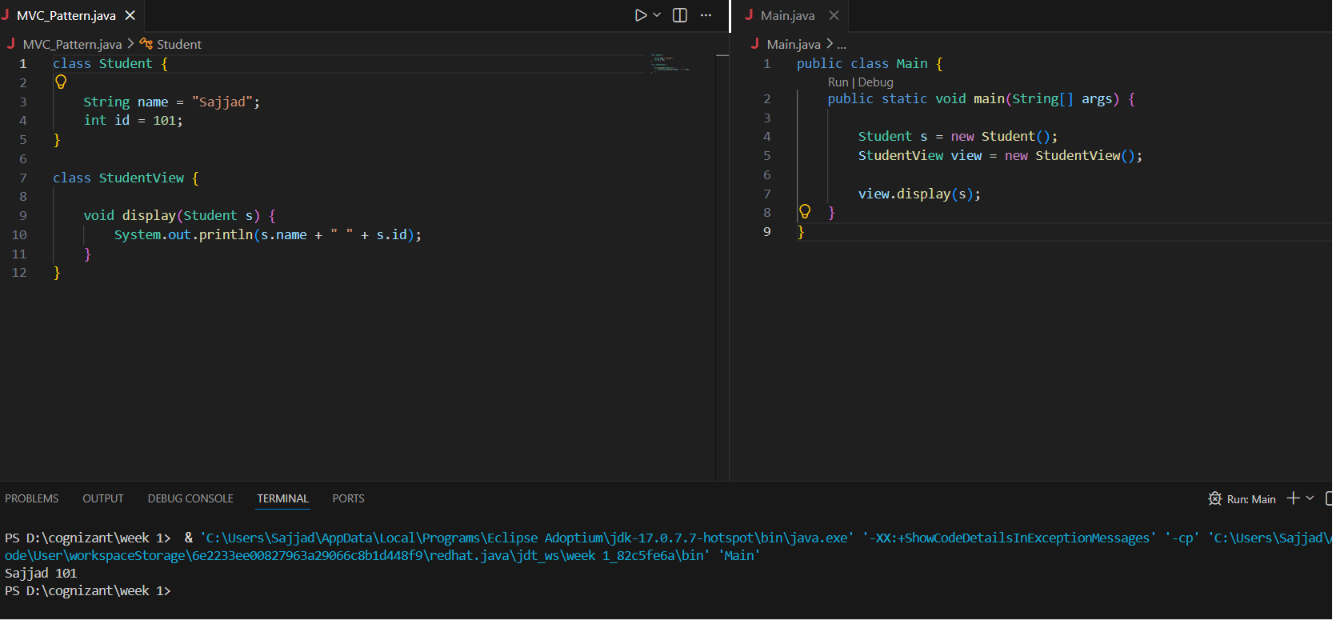 MVC_Pattern.java
MVC_Pattern.java > Student
1 class Student {
2
3 String name = "Sajjad";
4 int id = 101;
5 }
6
7 class StudentView {
8
9 void display(Student s) {
10 System.out.println(s.name + " " + s.id);
11 }
12 }
Main.java
Main.java > ...
1 public class Main {
Run | Debug
2 public static void main(String[] args) {
3
4 Student s = new Student();
5 StudentView view = new StudentView();
6
7 view.display(s);
8 }
9 }
PROBLEMS OUTPUT DEBUG CONSOLE TERMINAL PORTS
Run: Main
PS D:\cognizant\week 1> & 'C:\Users\Sajjad\AppData\Local\Programs\Eclipse Adoptium\jdk-17.0.7.7-hotspot\bin\java.exe' '-XX:+ShowCodeDetailsInExceptionMessages' '-cp' 'C:\Users\Sajjad\
ode\User\workspaceStorage\6e2233ee00827963a29066c8b1d448f9\redhat.java\jdt_ws\week 1_82c5fe6a\bin' 'Main'
Sajjad 101
PS D:\cognizant\week 1>